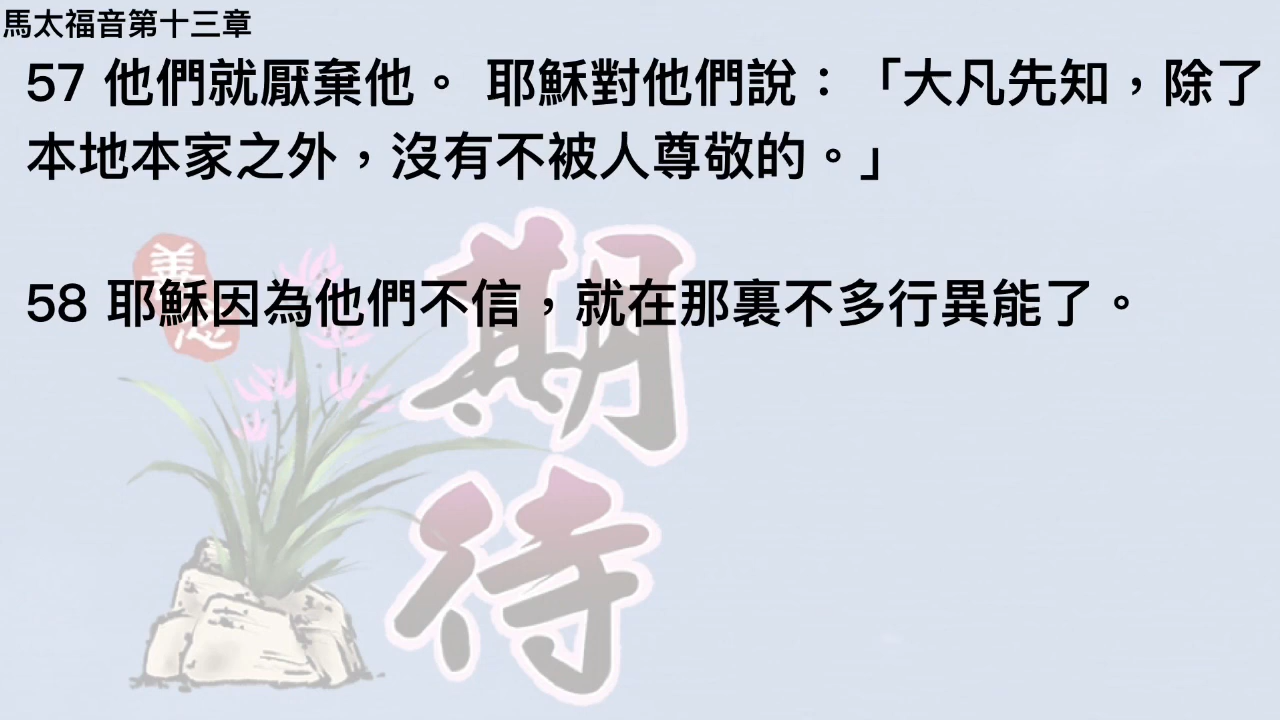 馬太福音第十三章
57 他們就厭棄他。 耶穌對他們說：「大凡先知，除了
本地本家之外，沒有不被人尊敬的。」
58 耶穌因為他們不信，就在那裏不多行異能了。
期
待